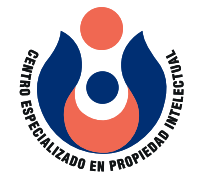 CENTRO ESPECIALIZADO EN PROPIEDAD INTELECTUAL